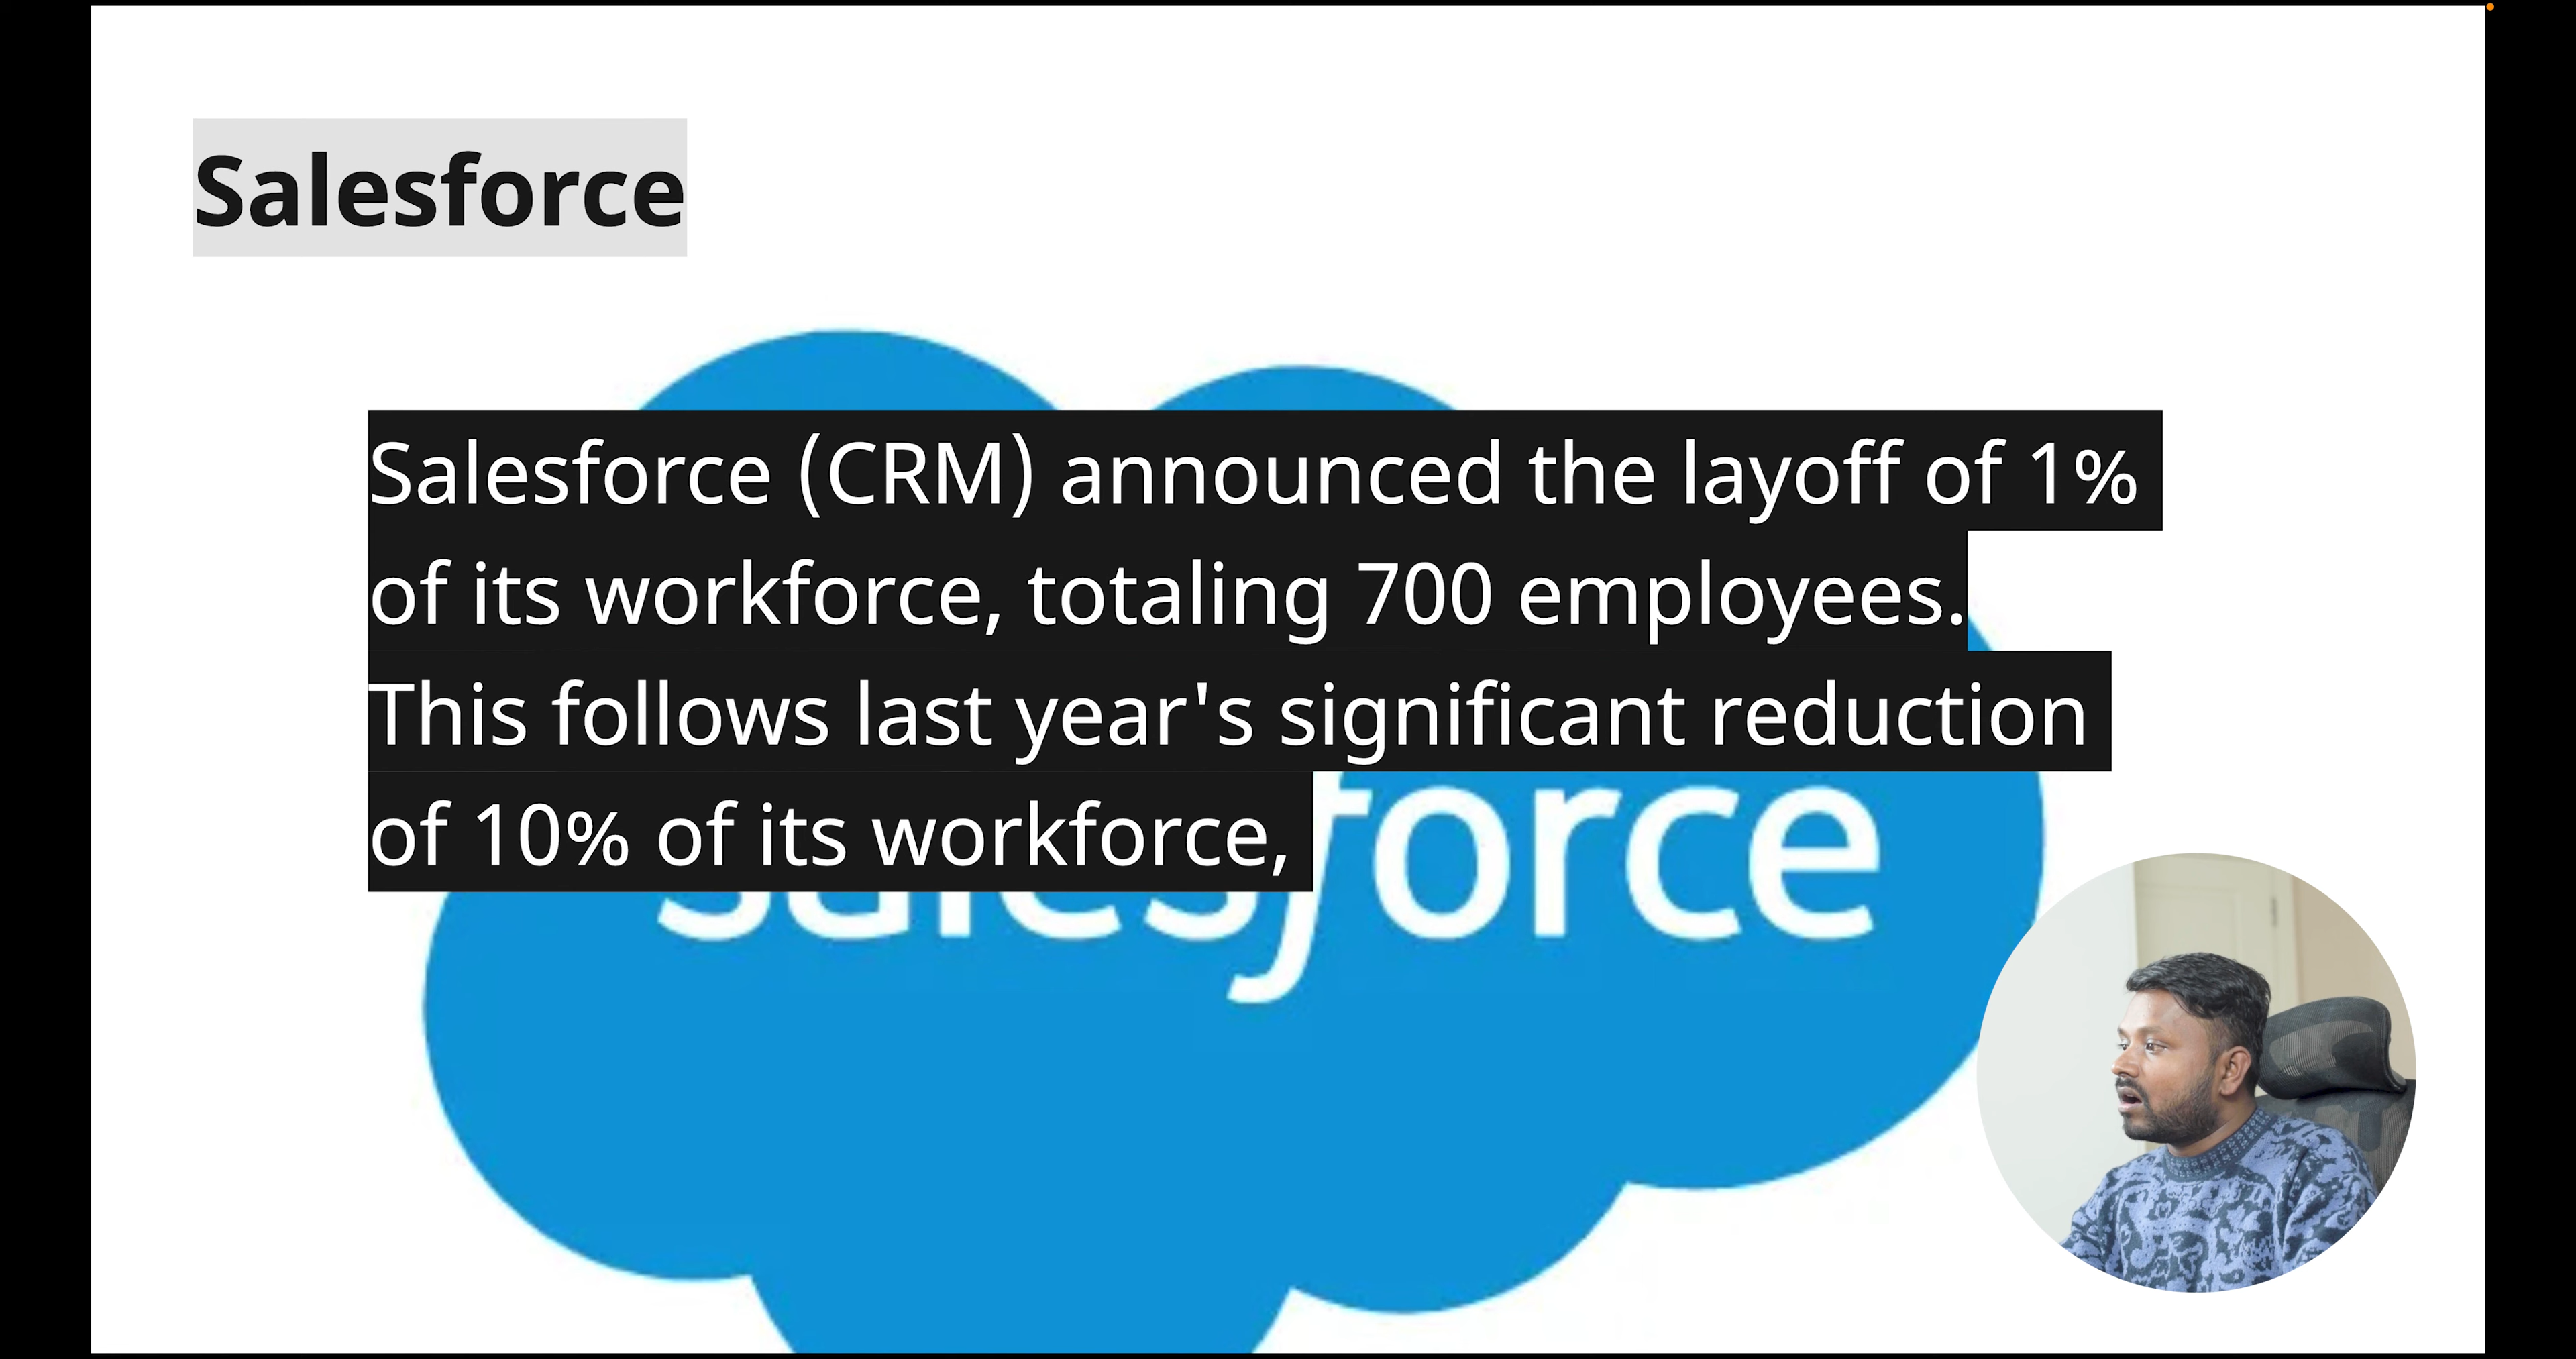 Salesforce
Salesforce (CRM) announced the layoff of 1%
of its workforce, totaling 700 employees.
This follows last year's significant reduction
of 10% of its workforce,
salesforce